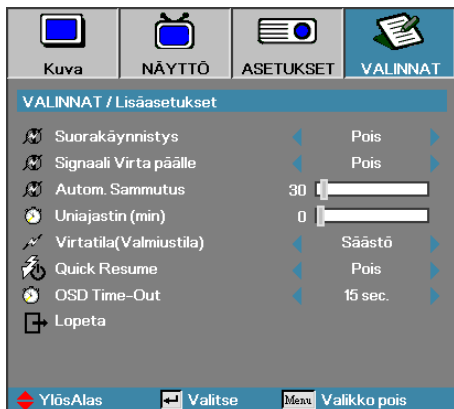 Kuva NÄYTTÖ ASETUKSET VALINNAT
VALINNAT / Lisäasetukset
Suorakäynnistys Pois
Signaali Virta päälle Pois
Autom. Sammutus 30
Uniajastin (min) 0
Virtatila(Valmiustila) Säästö
Quick Resume Pois
OSD Time-Out 15 sec.
Lopeta
YlösAlas Valitse Menu Valikko pois